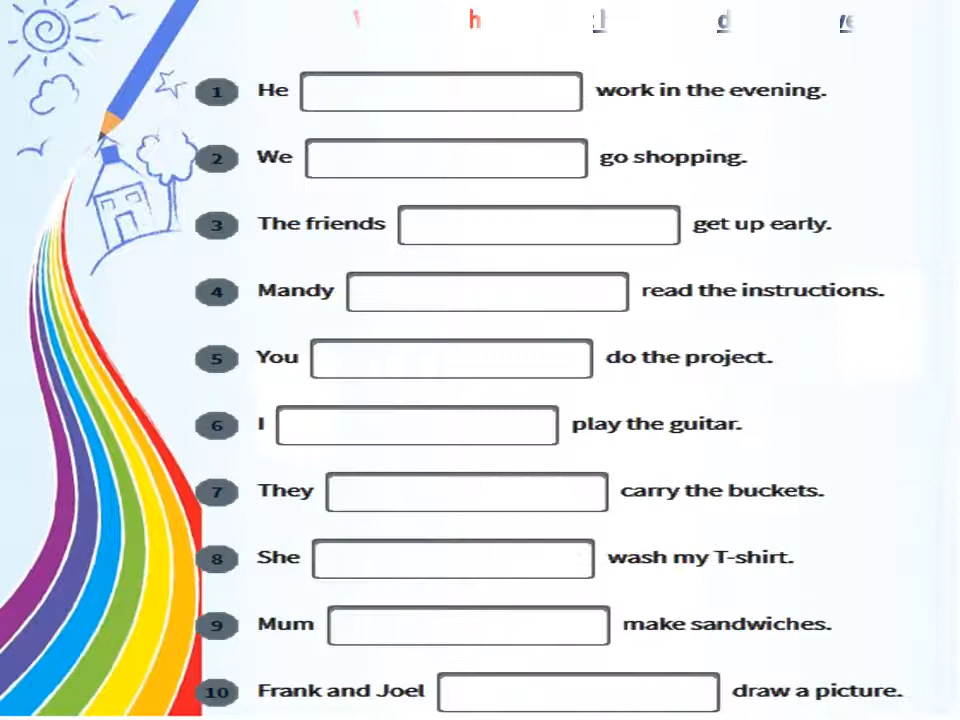 1 He work in the evening.
2 We go shopping.
3 The friends get up early.
4 Mandy read the instructions.
5 You do the project.
6 I play the guitar.
7 They carry the buckets.
8 She wash my T-shirt.
9 Mum make sandwiches.
10 Frank and Joel draw a picture.